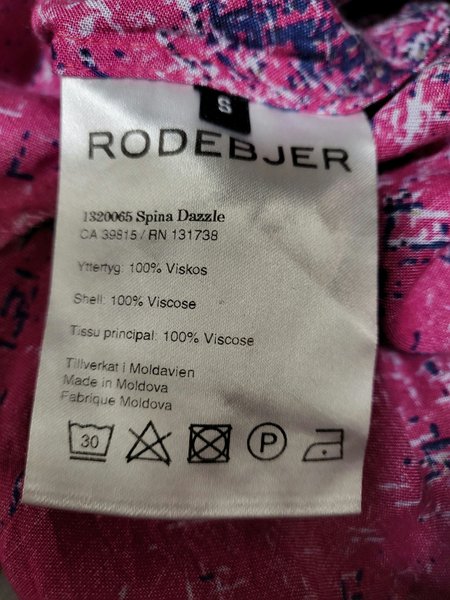 S
RODEBJER
1320065 Spina Dazzle
CA 39815 / RN 131738
Yttertyg: 100% Viskos
Shell: 100% Viscose
Tissu principal: 100% Viscose
Tillverkat i Moldavien
Made in Moldova
Fabrique Moldova
30
P